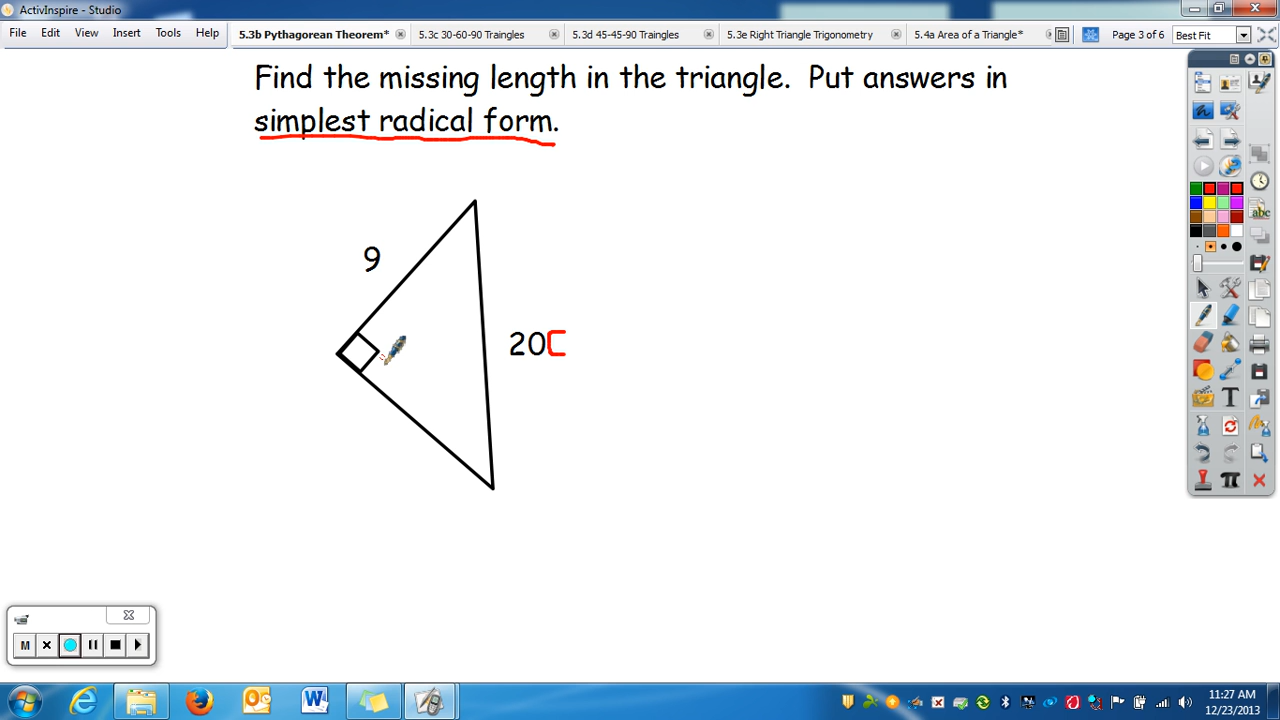 ActivInspire - Studio
File Edit View Insert Tools Help
5.3b Pythagorean Theorem* 5.3c 30-60-90 Traingles 5.3d 45-45-90 Traingles 5.3e Right Triangle Trigonometry 5.4a Area of a Triangle* Page 3 of 6 Best Fit
Find the missing length in the triangle. Put answers in
simplest radical form.
9
20 C
abc
T
M
W
11:27 AM
12/23/2013